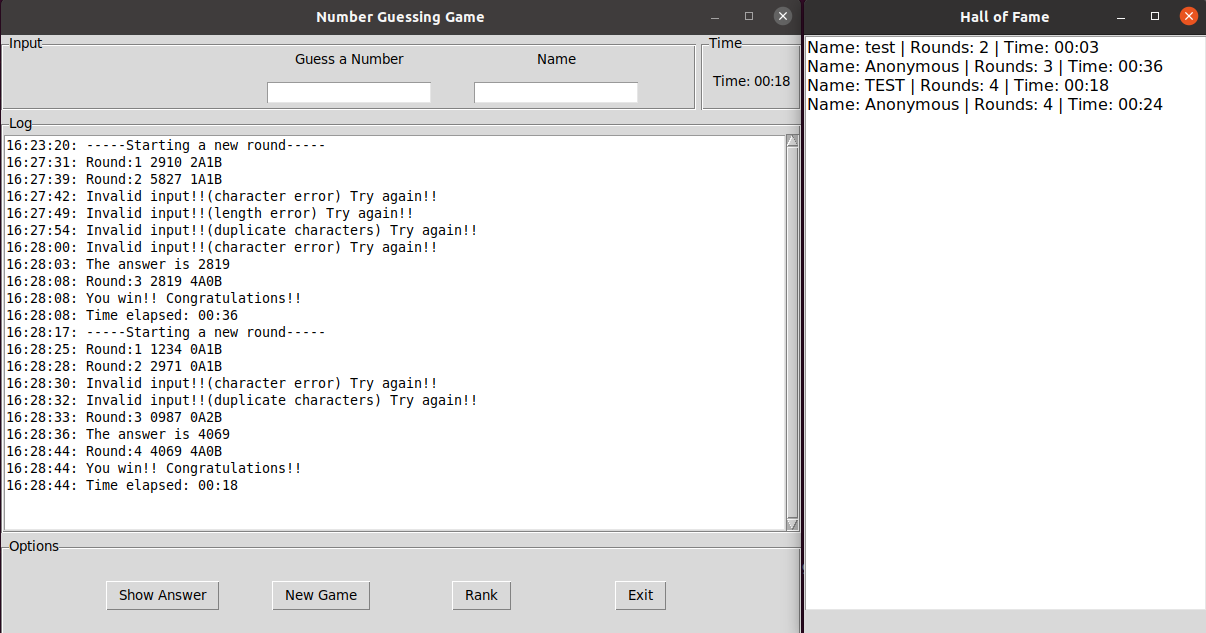 Number Guessing Game
Input
Guess a Number
Name
Time
Time: 00:18
Log
16:23:20: -----Starting a new round-----
16:27:31: Round:1 2910 2A1B
16:27:39: Round:2 5827 1A1B
16:27:42: Invalid input!!(character error) Try again!!
16:27:49: Invalid input!!(length error) Try again!!
16:27:54: Invalid input!!(duplicate characters) Try again!!
16:28:00: Invalid input!!(character error) Try again!!
16:28:03: The answer is 2819
16:28:08: Round:3 2819 4A0B
16:28:08: You win!! Congratulations!!
16:28:08: Time elapsed: 00:36
16:28:17: -----Starting a new round-----
16:28:25: Round:1 1234 0A1B
16:28:28: Round:2 2971 0A1B
16:28:30: Invalid input!!(character error) Try again!!
16:28:32: Invalid input!!(duplicate characters) Try again!!
16:28:33: Round:3 0987 0A2B
16:28:36: The answer is 4069
16:28:44: Round:4 4069 4A0B
16:28:44: You win!! Congratulations!!
16:28:44: Time elapsed: 00:18
Options
Show Answer
New Game
Rank
Exit
Hall of Fame
Name: test | Rounds: 2 | Time: 00:03
Name: Anonymous | Rounds: 3 | Time: 00:36
Name: TEST | Rounds: 4 | Time: 00:18
Name: Anonymous | Rounds: 4 | Time: 00:24